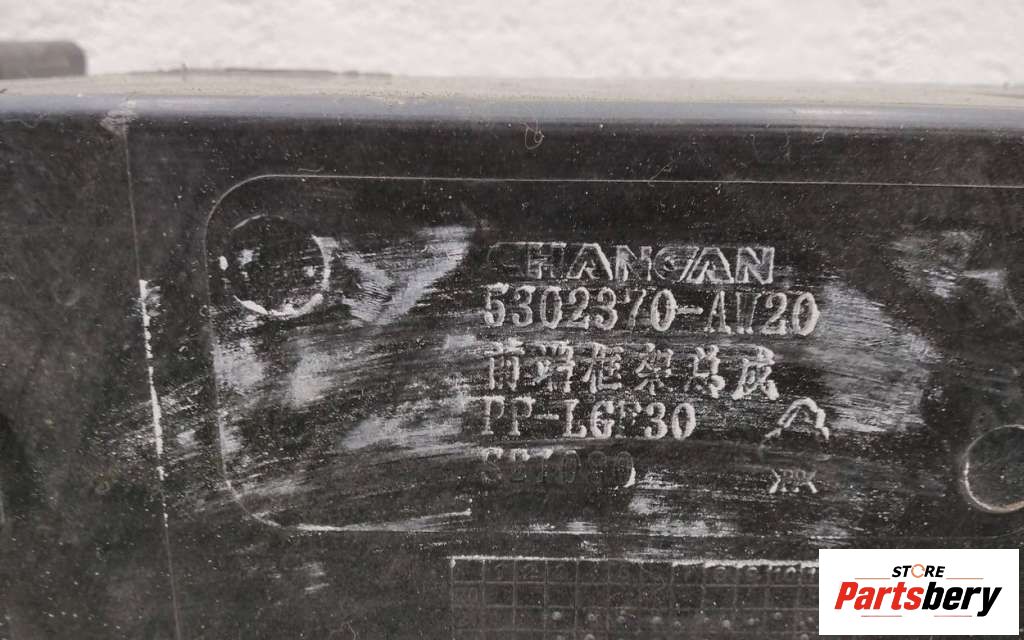 CHANGAN
5302370-AW20
前端框架总成
PP-LGF30
>PP<
STORE
Partsbery